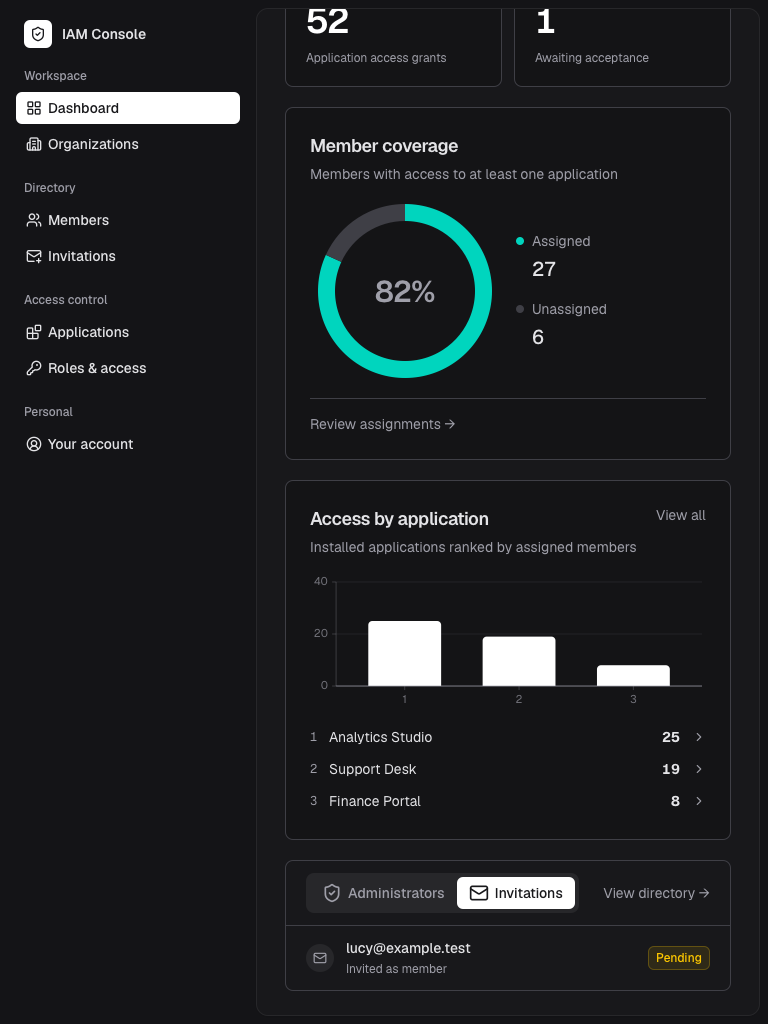 IAM Console
Workspace
Dashboard
Organizations
Directory
Members
Invitations
Access control
Applications
Roles & access
Personal
Your account
52
Application access grants
1
Awaiting acceptance
Member coverage
Members with access to at least one application
82%
Assigned
27
Unassigned
6
Review assignments →
Access by application
View all
Installed applications ranked by assigned members
40
20
0
1
2
3
1 Analytics Studio 25
2 Support Desk 19
3 Finance Portal 8
Administrators
Invitations
View directory →
lucy@example.test
Invited as member
Pending